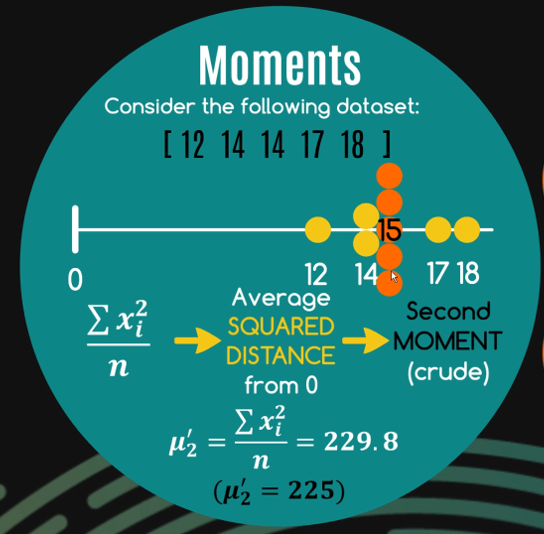 Moments
Consider the following dataset:
[ 12 14 14 17 18 ]
15
0 12 14 17 18
∑ x_i^2 / n
Average
SQUARED
DISTANCE
from 0
Second
MOMENT
(crude)
μ′_2 = ∑ x_i^2 / n = 229.8
(μ′_2 = 225)